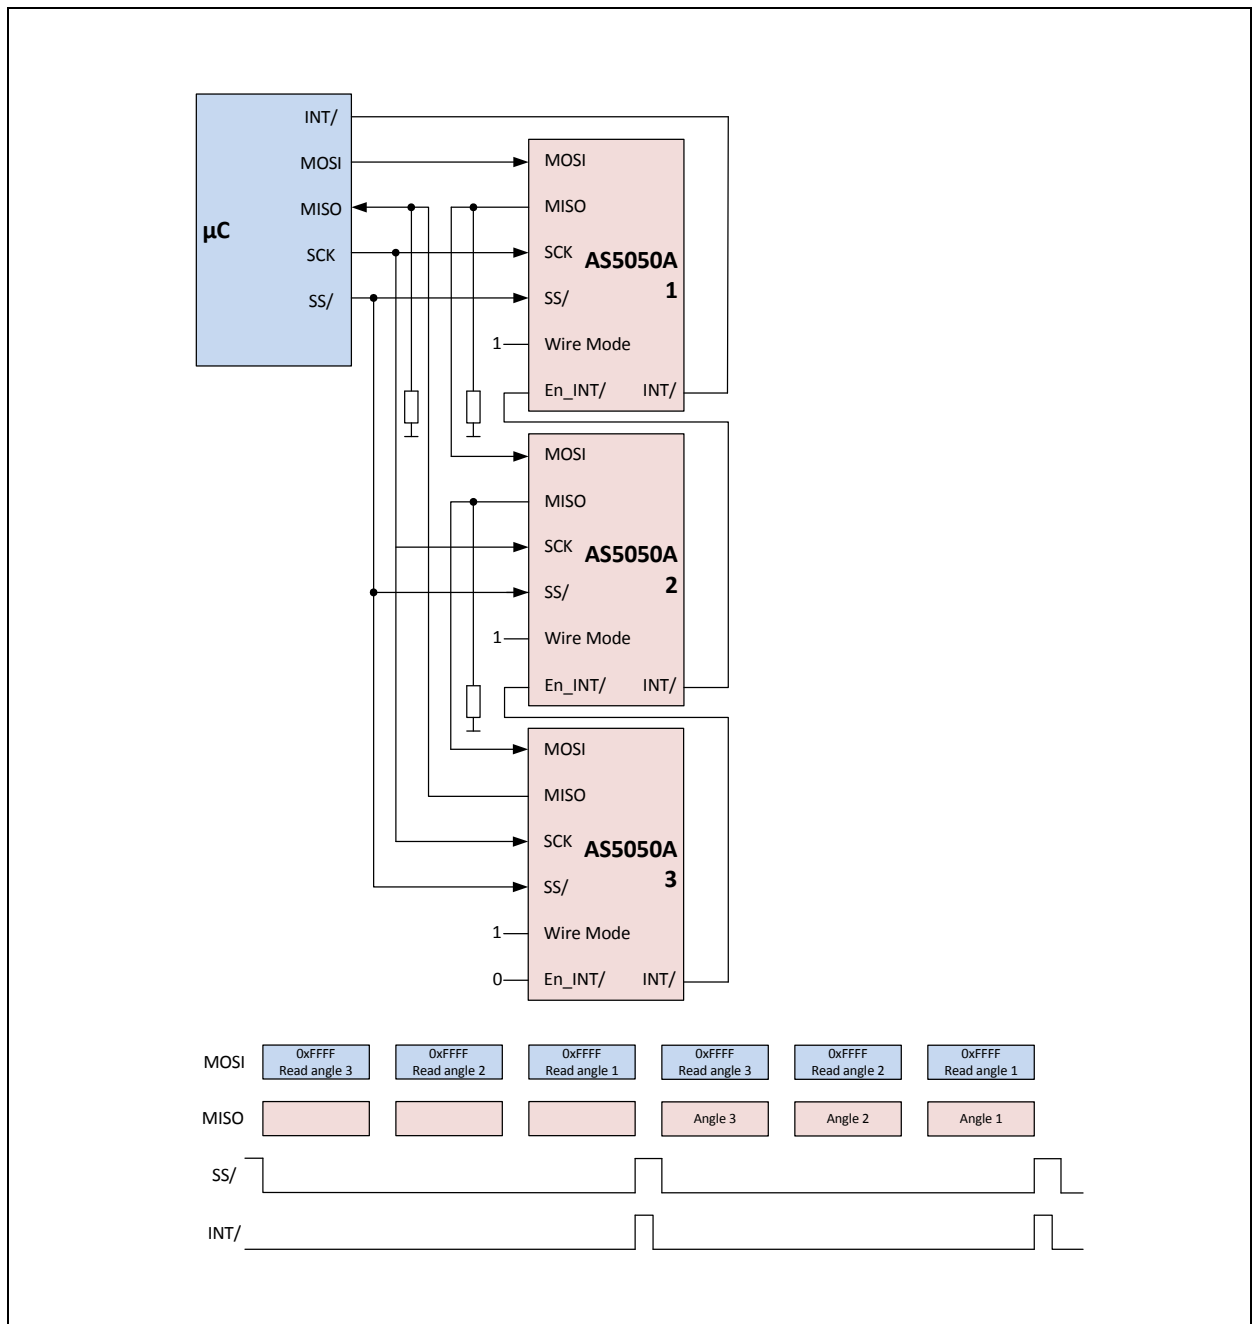 µC
INT/
MOSI
MISO
SCK
SS/
MOSI
MISO
SCK
SS/
AS5050A
1
1
Wire Mode
En_INT/ INT/
MOSI
MISO
SCK
SS/
AS5050A
2
1
Wire Mode
En_INT/ INT/
MOSI
MISO
SCK
SS/
AS5050A
3
1
Wire Mode
0
En_INT/ INT/
MOSI
0xFFFF
Read angle 3
0xFFFF
Read angle 2
0xFFFF
Read angle 1
0xFFFF
Read angle 3
0xFFFF
Read angle 2
0xFFFF
Read angle 1
MISO
Angle 3
Angle 2
Angle 1
SS/
INT/